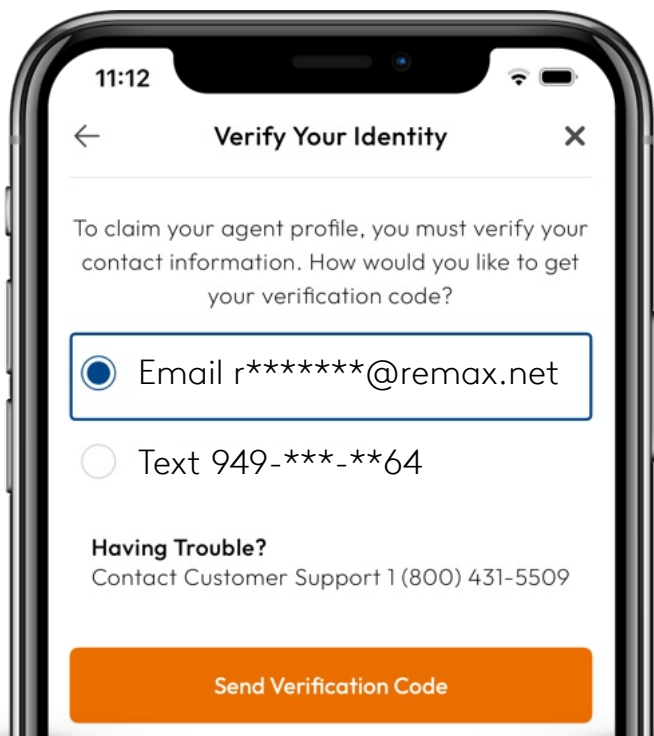 11:12
Verify Your Identity
To claim your agent profile, you must verify your
contact information. How would you like to get
your verification code?
Email r*******@remax.net
Text 949-***-**64
Having Trouble?
Contact Customer Support 1 (800) 431-5509
Send Verification Code